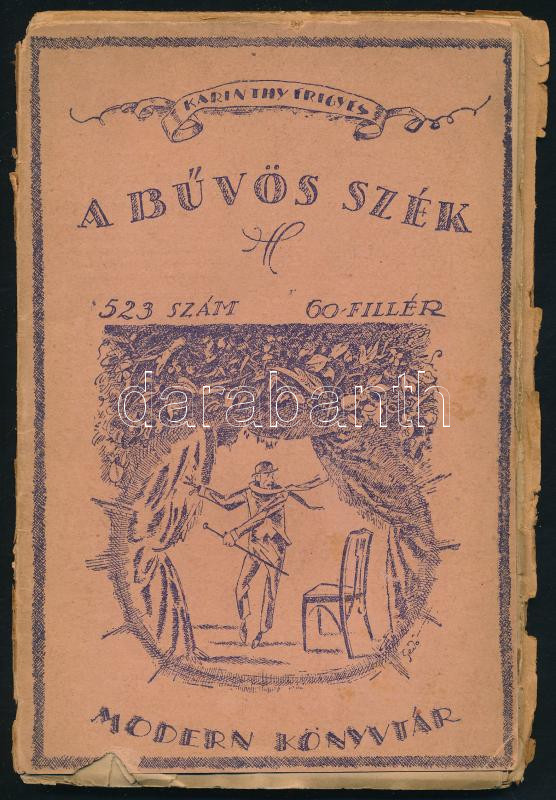 KARINTHY FRIGYES
A BŰVÖS SZÉK
523 SZÁM 60-FILLÉR
darabanth
MODERN KÖNYVTÁR